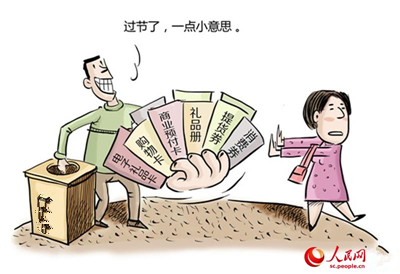 过节了，一点小意思。
电子礼品卡
购物卡
商业预付卡
礼品册
提货券
消费券
人民网
sc.people.cn